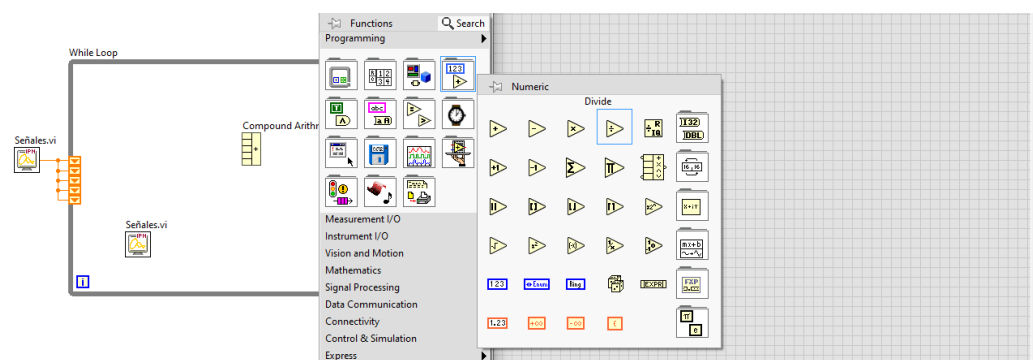 Functions
Search
Programming
While Loop
Numeric
Divide
Compound Arithr
Señales.vi
Señales.vi
i
Measurement I/O
Instrument I/O
Vision and Motion
Mathematics
Signal Processing
Data Communication
Connectivity
Control & Simulation
Express